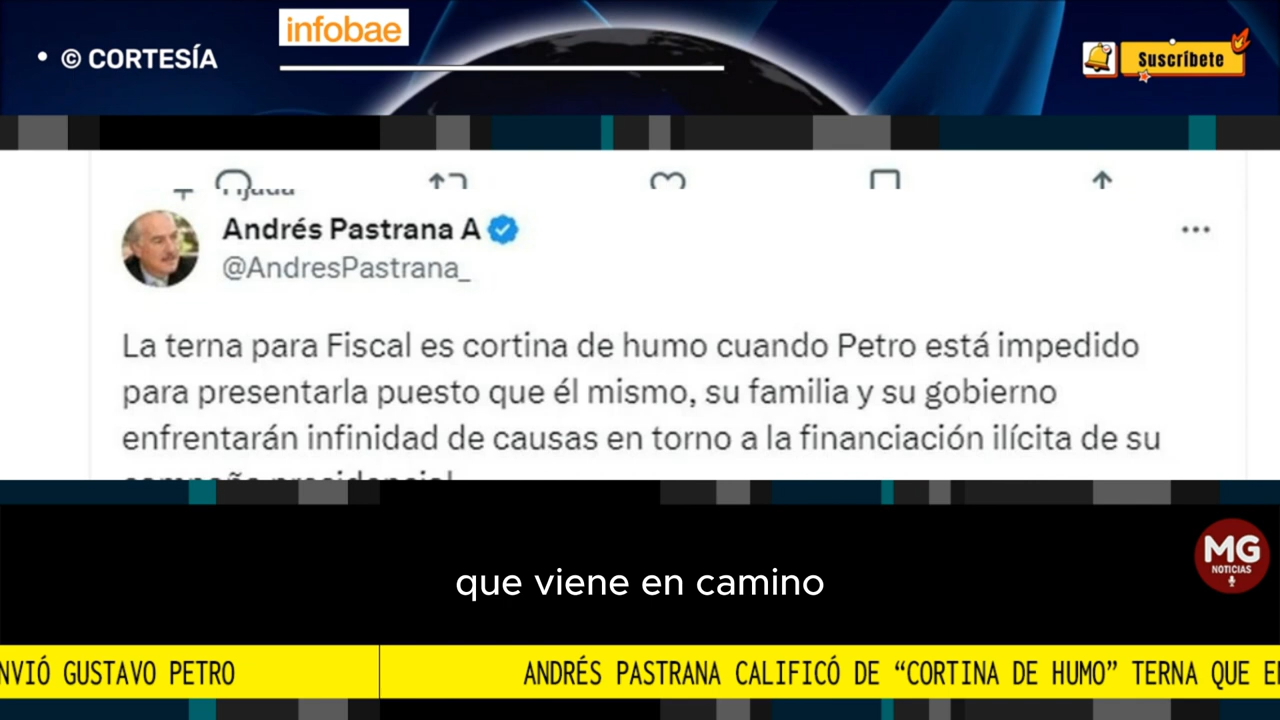 infobae
• © CORTESÍA
Suscríbete
Fijada
Andrés Pastrana A
@AndresPastrana_
La terna para Fiscal es cortina de humo cuando Petro está impedido
para presentarla puesto que él mismo, su familia y su gobierno
enfrentarán infinidad de causas en torno a la financiación ilícita de su
campaña presidencial
MG
NOTICIAS
que viene en camino
NVIÓ GUSTAVO PETRO
ANDRÉS PASTRANA CALIFICÓ DE “CORTINA DE HUMO” TERNA QUE